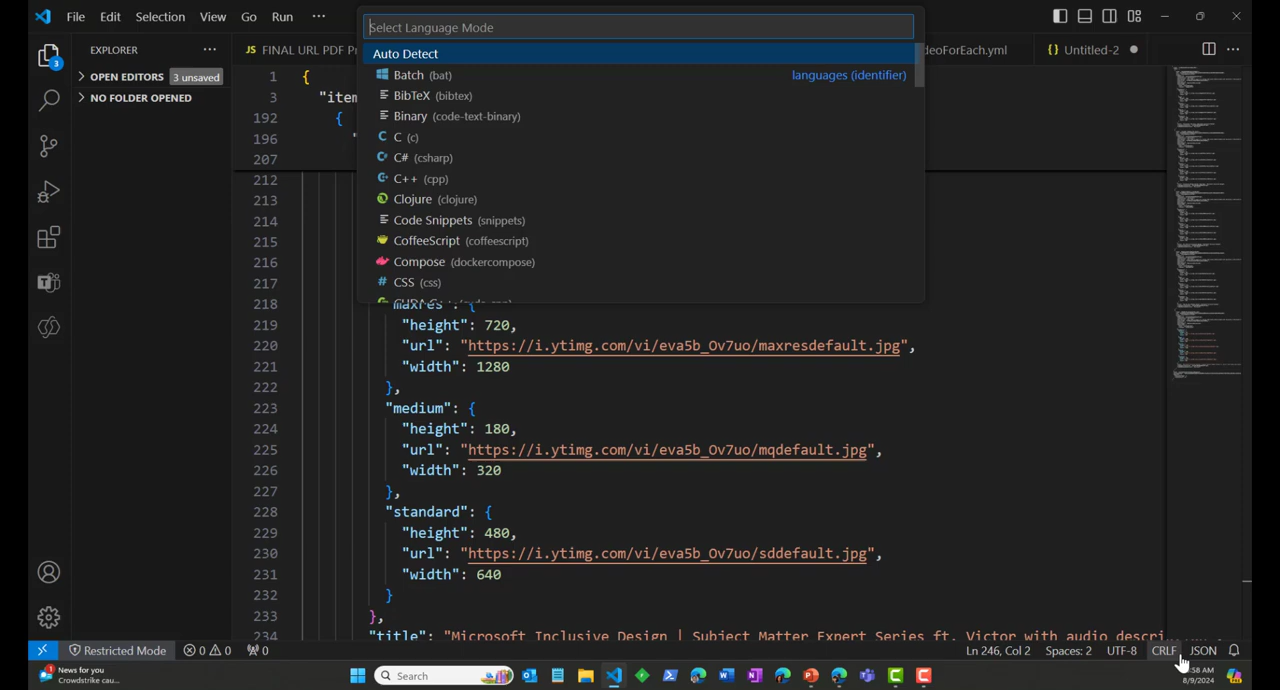 File Edit Selection View Go Run ···
Select Language Mode
EXPLORER ···
JS FINAL URL PDF Pr
deoForEach.yml
{} Untitled-2
Auto Detect
OPEN EDITORS 3 unsaved
NO FOLDER OPENED
3
Batch (bat) languages (identifier)
BibTeX (bibtex)
Binary (code-text-binary)
C (c)
C# (csharp)
C++ (cpp)
Clojure (clojure)
Code Snippets (snippets)
CoffeeScript (coffeescript)
Compose (dockercompose)
CSS (css)
1 {
3 "item
192 {
196 "
207
212
213
214
215
216
217
218 "maxres": {
219 "height": 720,
220 "url": "https://i.ytimg.com/vi/eva5b_Ov7uo/maxresdefault.jpg",
221 "width": 1280
222 },
223 "medium": {
224 "height": 180,
225 "url": "https://i.ytimg.com/vi/eva5b_Ov7uo/mqdefault.jpg",
226 "width": 320
227 },
228 "standard": {
229 "height": 480,
230 "url": "https://i.ytimg.com/vi/eva5b_Ov7uo/sddefault.jpg",
231 "width": 640
232 }
233 },
234 "title": "Microsoft Inclusive Design | Subject Matter Expert Series ft. Victor with audio descri
Restricted Mode 0 0 0 Ln 246, Col 2 Spaces: 2 UTF-8 CRLF JSON
News for you
Crowdstrike cau...
Search
:58 AM
8/9/2024